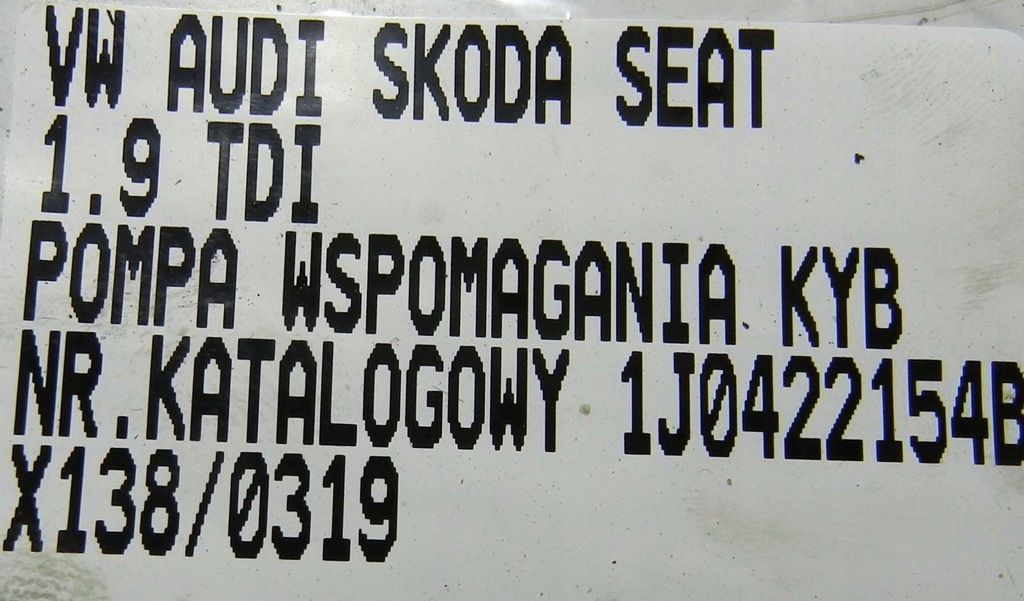 VW AUDI SKODA SEAT
1.9 TDI
POMPA WSPOMAGANIA KYB
NR.KATALOGOWY 1J0422154B
X138/0319